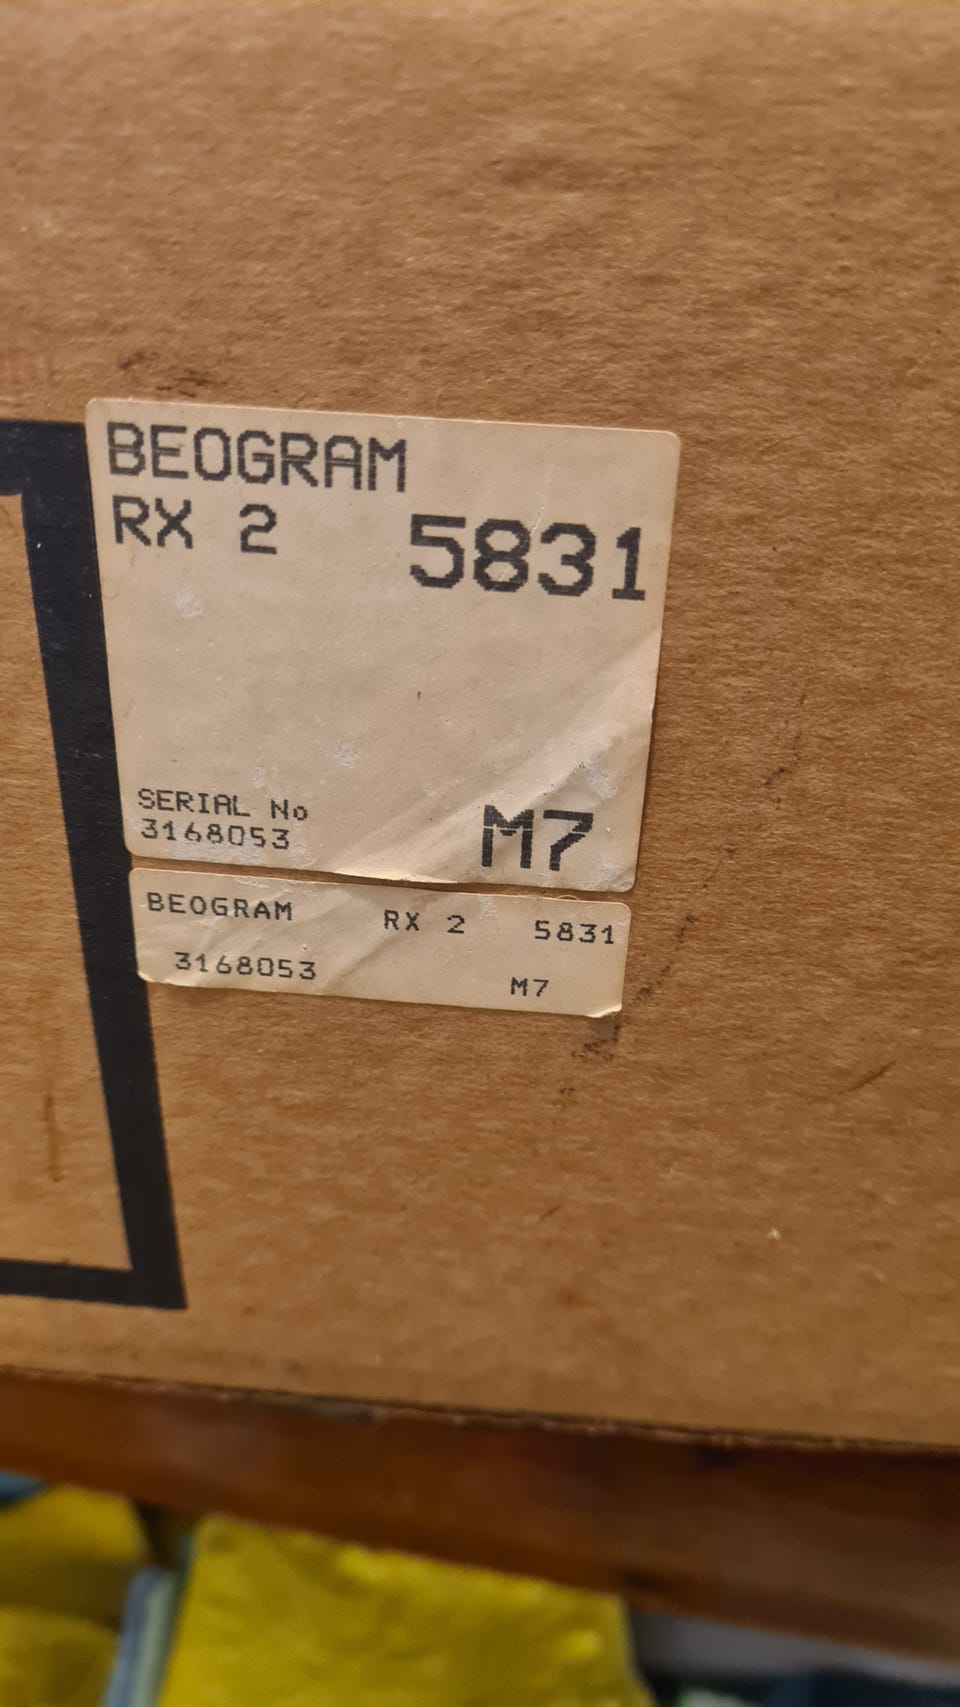 BEOGRAM
RX 2 5831
SERIAL No
3168053 M7
BEOGRAM RX 2 5831
3168053 M7